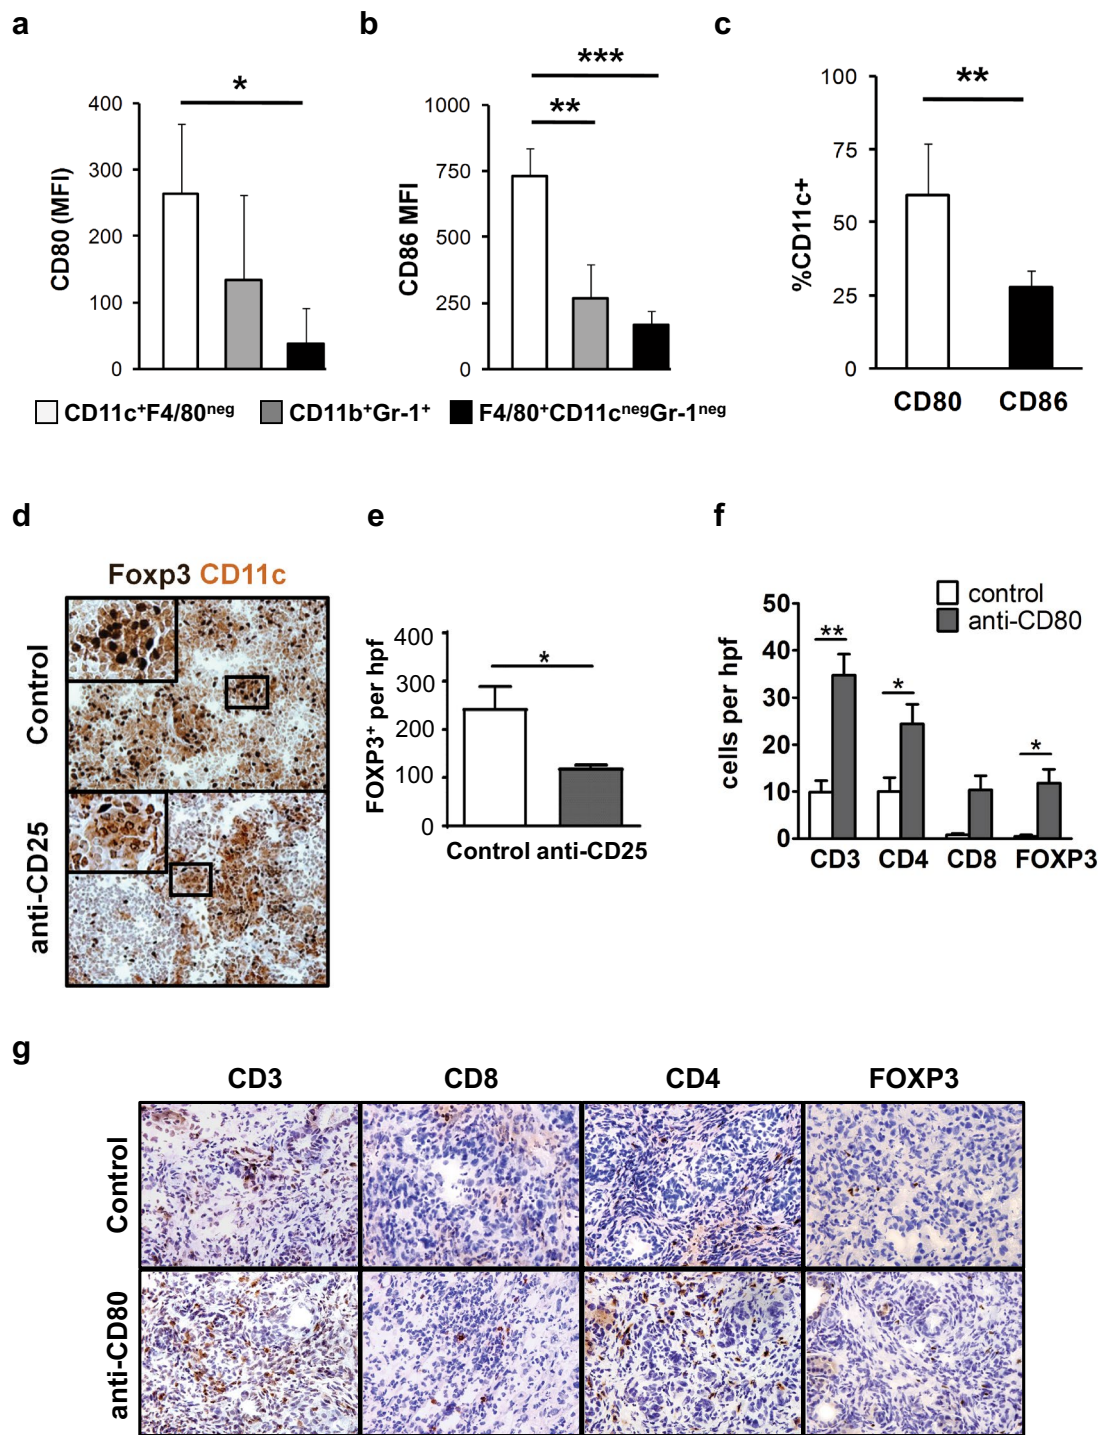 a
*
400
300
200
100
0
CD80 (MFI)
b
***
**
1000
750
500
250
0
CD86 MFI
c
**
100
75
50
25
0
%CD11c+
CD80 CD86
CD11c⁺F4/80ⁿᵉᵍ CD11b⁺Gr-1⁺ F4/80⁺CD11cⁿᵉᵍGr-1ⁿᵉᵍ
d
Foxp3 CD11c
Control
anti-CD25
e
*
400
300
200
100
0
FOXP3⁺ per hpf
Control anti-CD25
f
control
anti-CD80
**
*
*
50
40
30
20
10
0
cells per hpf
CD3 CD4 CD8 FOXP3
g
CD3 CD8 CD4 FOXP3
Control
anti-CD80